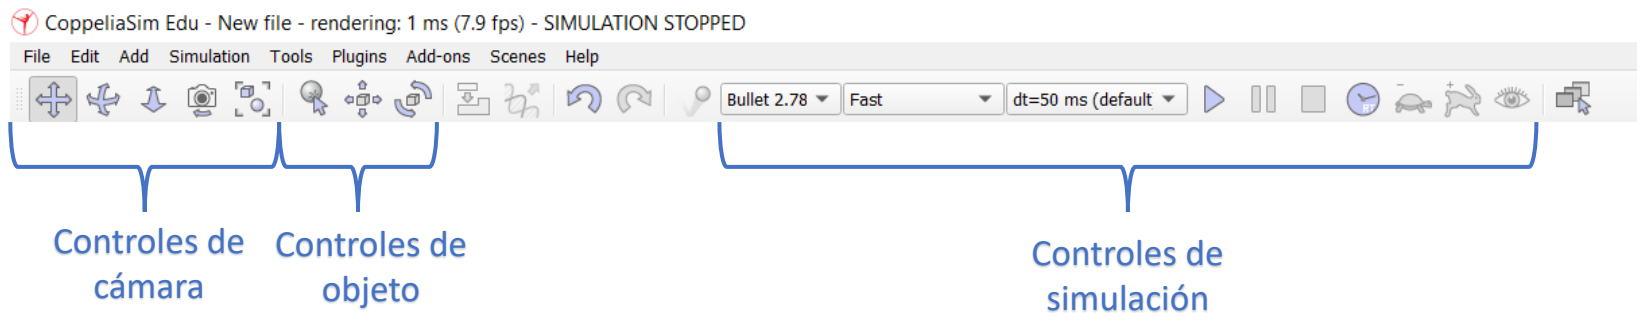 CoppeliaSim Edu - New file - rendering: 1 ms (7.9 fps) - SIMULATION STOPPED
File Edit Add Simulation Tools Plugins Add-ons Scenes Help
Bullet 2.78 Fast dt=50 ms (default) RT
Controles de
cámara
Controles de
objeto
Controles de
simulación